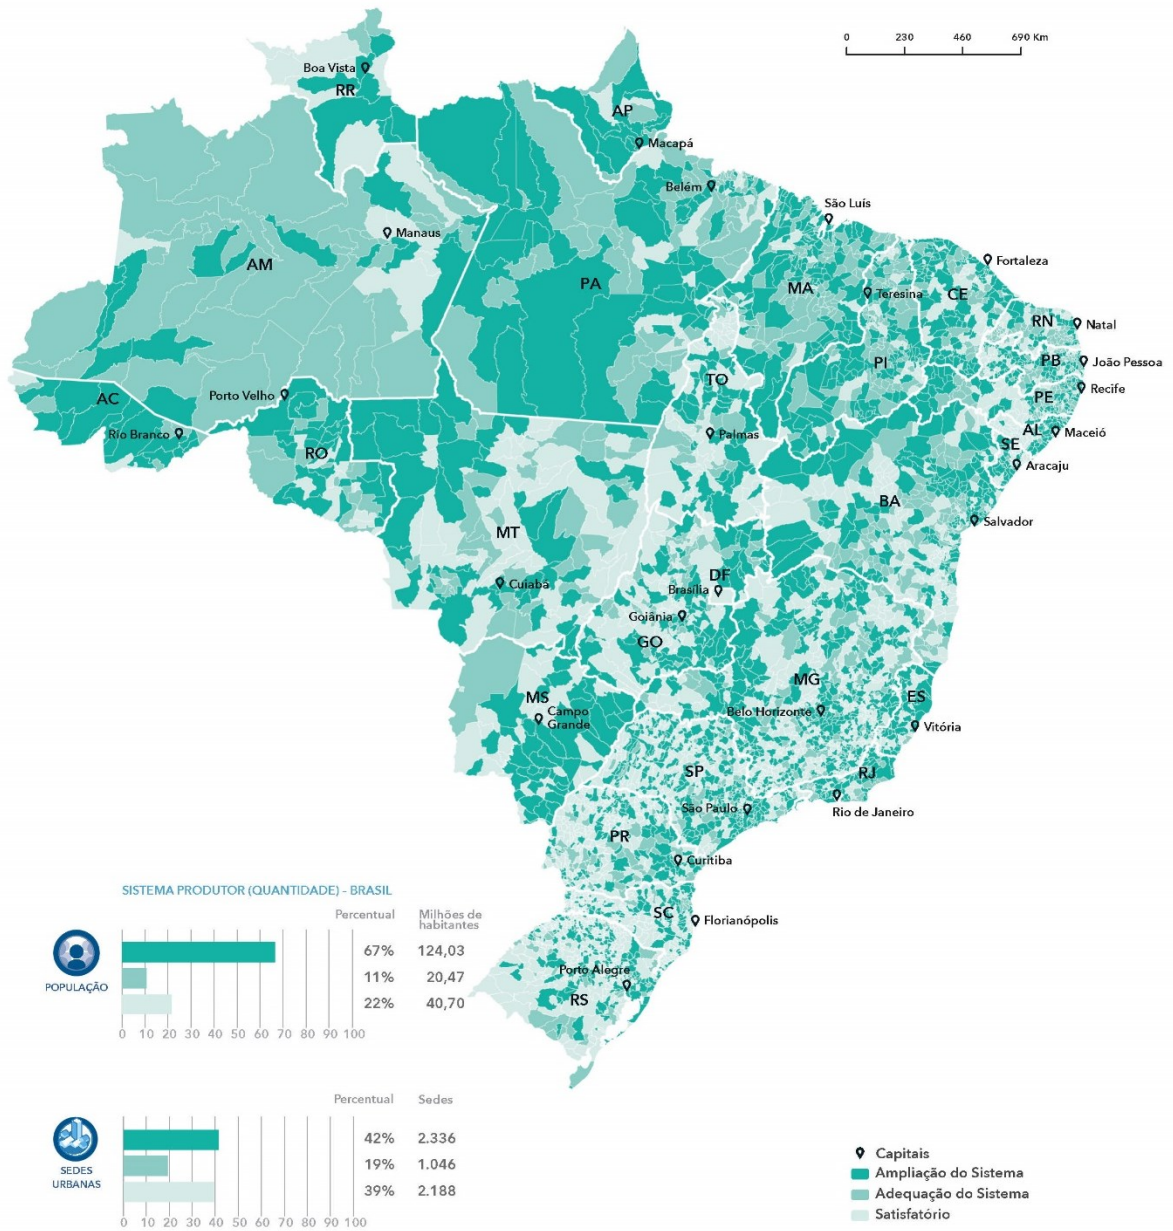 0 230 460 690 Km
Boa Vista
RR
AP
Macapá
Belém
São Luís
Manaus
Fortaleza
AM
PA
MA
Teresina
CE
RN
Natal
PI
PB
João Pessoa
TO
Recife
AC
Porto Velho
PE
Rio Branco
Palmas
AL
Maceió
RO
SE
Aracaju
BA
Salvador
MT
DF
Cuiabá
Brasília
Goiânia
GO
MG
MS
ES
Campo
Grande
Belo Horizonte
Vitória
SP
RJ
São Paulo
Rio de Janeiro
PR
Curitiba
SC
Florianópolis
Porto Alegre
RS
SISTEMA PRODUTOR (QUANTIDADE) - BRASIL
Percentual Milhões de
habitantes
67% 124,03
11% 20,47
22% 40,70
POPULAÇÃO
0 10 20 30 40 50 60 70 80 90 100
Percentual Sedes
42% 2.336
19% 1.046
39% 2.188
SEDES
URBANAS
0 10 20 30 40 50 60 70 80 90 100
Capitais
Ampliação do Sistema
Adequação do Sistema
Satisfatório